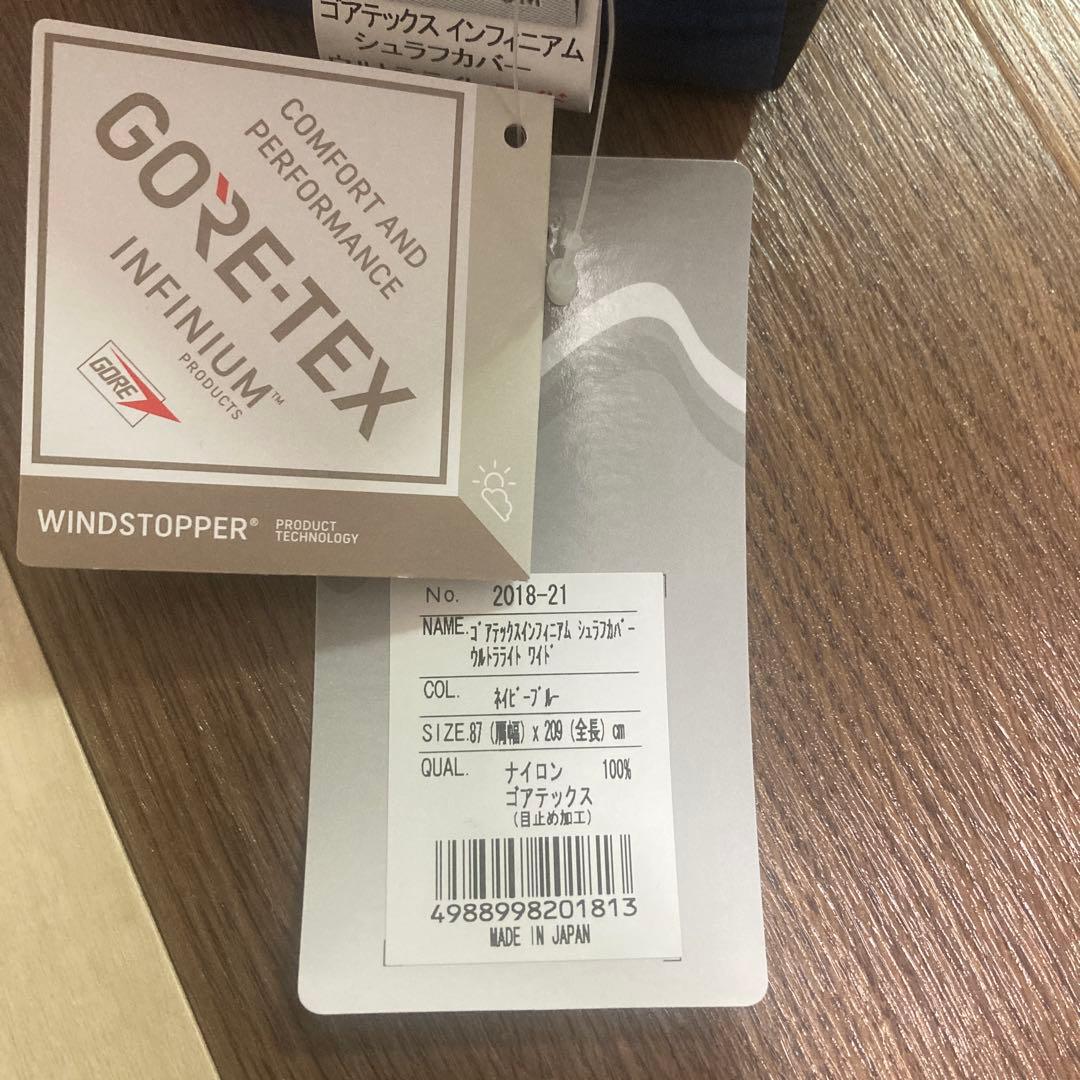 ゴアテックス インフィニアム
シュラフカバー
COMFORT AND
PERFORMANCE
GORE-TEX
INFINIUM™
PRODUCTS
GORE
WINDSTOPPER® PRODUCT
TECHNOLOGY
No. 2018-21
NAME.ｺﾞｱﾃｯｸｽｲﾝﾌｨﾆｱﾑ ｼｭﾗﾌｶﾊﾞｰ
ｳﾙﾄﾗﾗｲﾄ ﾜｲﾄﾞ
COL. ﾈｲﾋﾞｰﾌﾞﾙｰ
SIZE.87 (肩幅) x 209 (全長) cm
QUAL. ナイロン 100%
ゴアテックス
(目止め加工)
4988998201813
MADE IN JAPAN